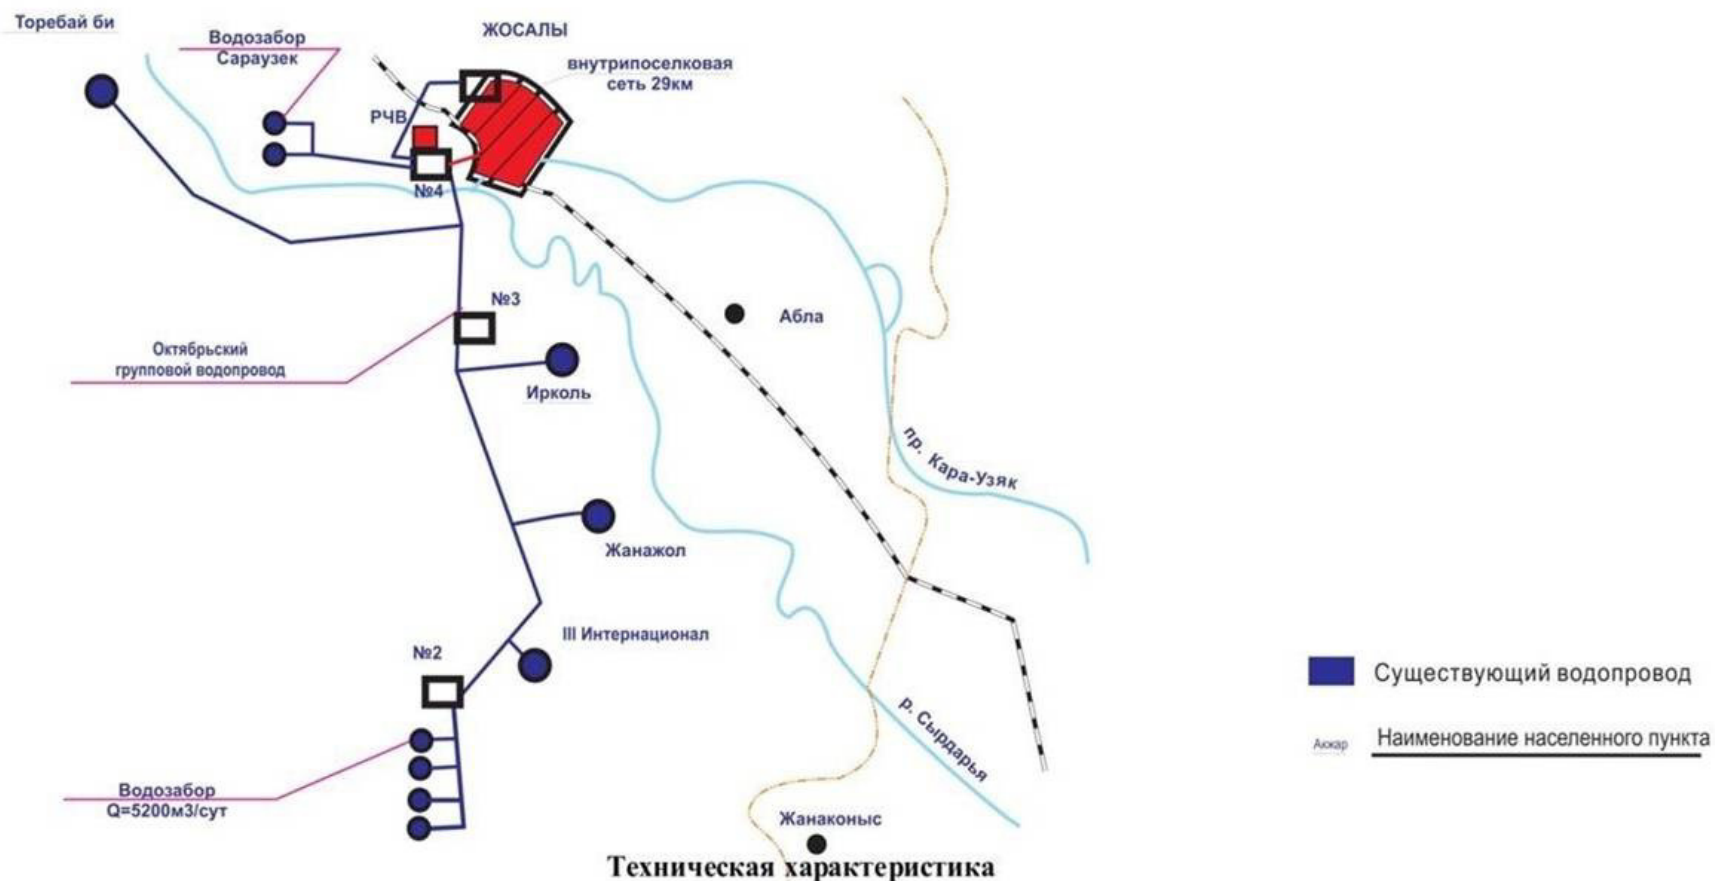 Торебай би
Водозабор
Сараузек
ЖОСАЛЫ
внутрипоселковая
сеть 29км
РЧВ
№4
№3
Абла
Октябрьский
групповой водопровод
Ирколь
пр. Кара-Узяк
Жанажол
III Интернационал
№2
р. Сырдарья
Водозабор
Q=5200м3/сут
Жанаконыс
Существующий водопровод
Акжар
Наименование населенного пункта
Техническая характеристика